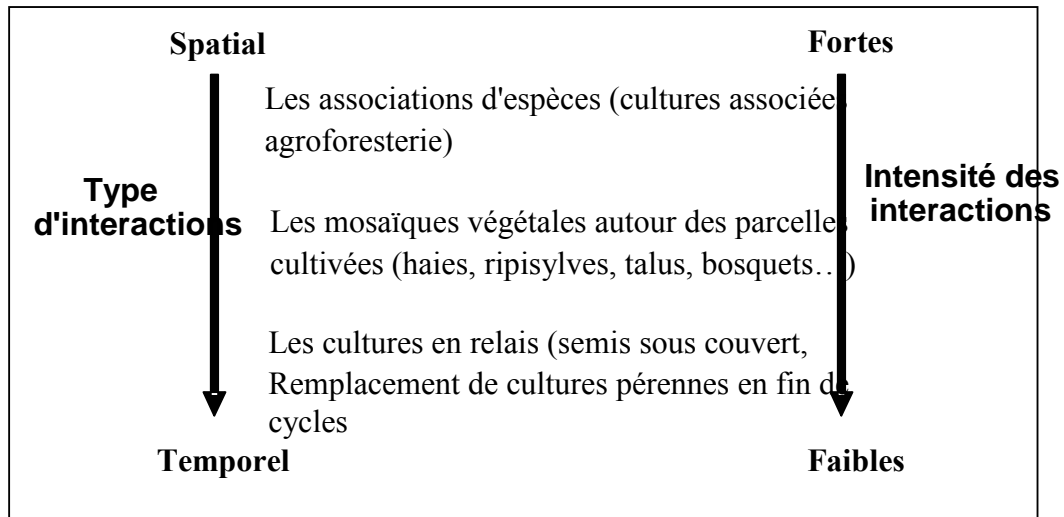 Spatial
Fortes
Les associations d'espèces (cultures associées
agroforesterie)
Type
d'interactions
Intensité des
interactions
Les mosaïques végétales autour des parcelles
cultivées (haies, ripisylves, talus, bosquets…)
Les cultures en relais (semis sous couvert,
Remplacement de cultures pérennes en fin de
cycles
Temporel
Faibles